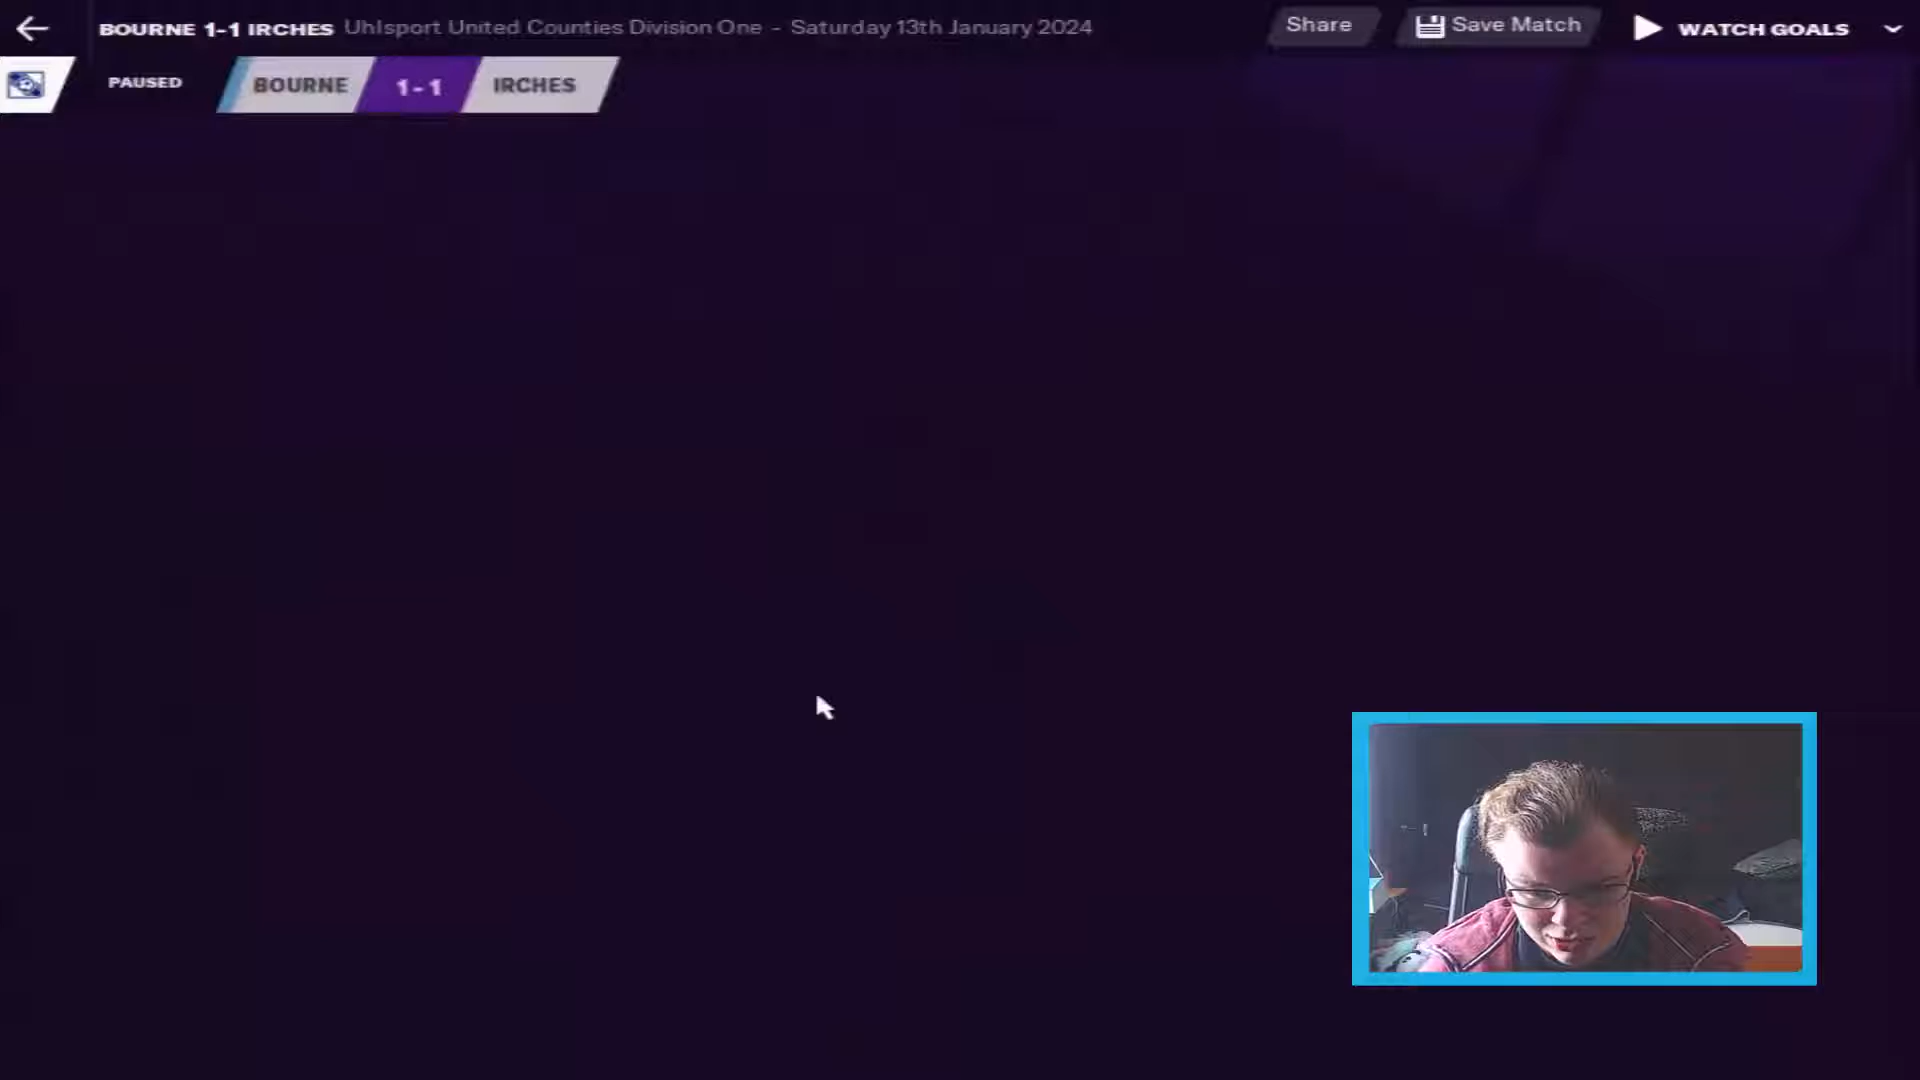 BOURNE 1-1 IRCHES Uhlsport United Counties Division One - Saturday 13th January 2024
Share
Save Match
WATCH GOALS
PAUSED
BOURNE 1 - 1 IRCHES